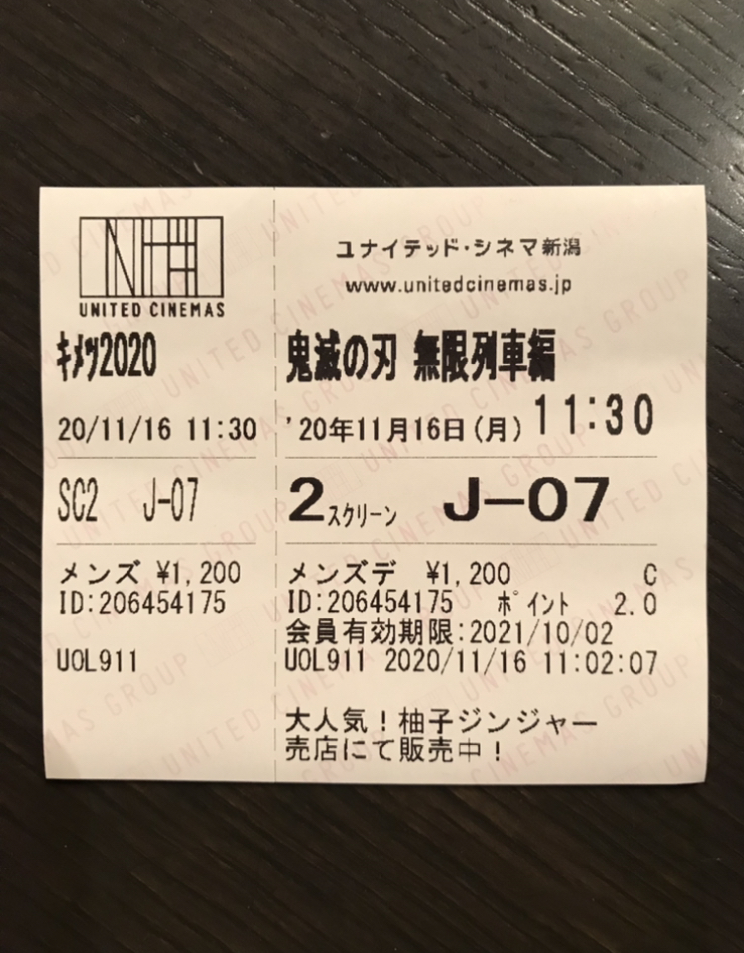 UNITED CINEMAS
キメツ2020
20/11/16 11:30
SC2 J-07
メンズ ¥1,200
ID:206454175
UOL911
ユナイテッド・シネマ新潟
www.unitedcinemas.jp
鬼滅の刃 無限列車編
'20年11月16日(月) 11:30
2スクリーン J-07
メンズデ ¥1,200 C
ID:206454175 ポイント 2.0
会員有効期限:2021/10/02
UOL911 2020/11/16 11:02:07
大人気!柚子ジンジャー
売店にて販売中!
UNITED CINEMAS GROUP